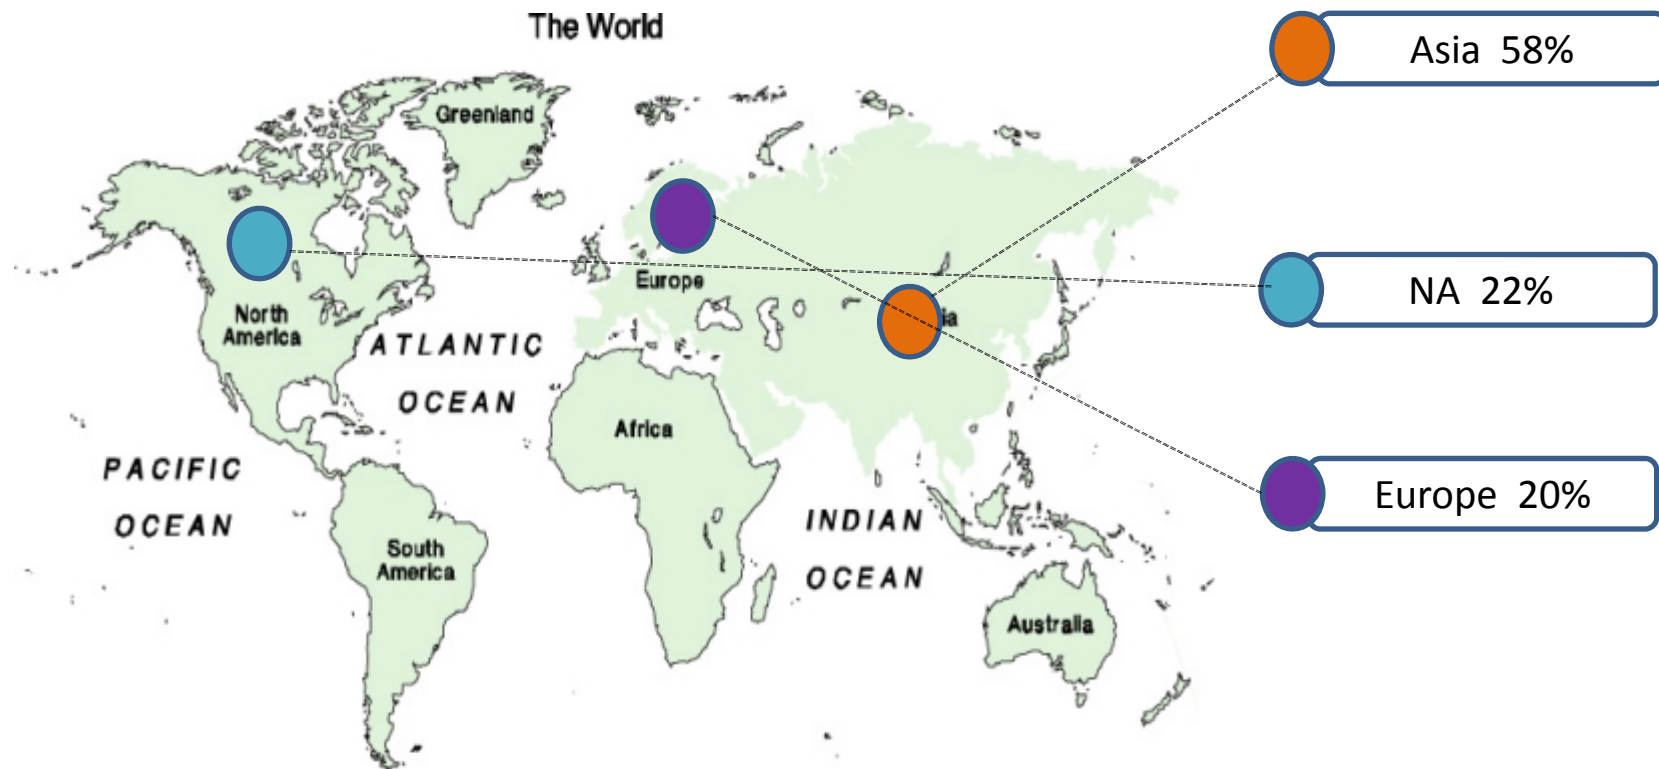 The World
Asia 58%
Greenland
Europe
NA 22%
North
America
ATLANTIC
OCEAN
ia
Africa
PACIFIC
OCEAN
Europe 20%
INDIAN
OCEAN
South
America
Australia